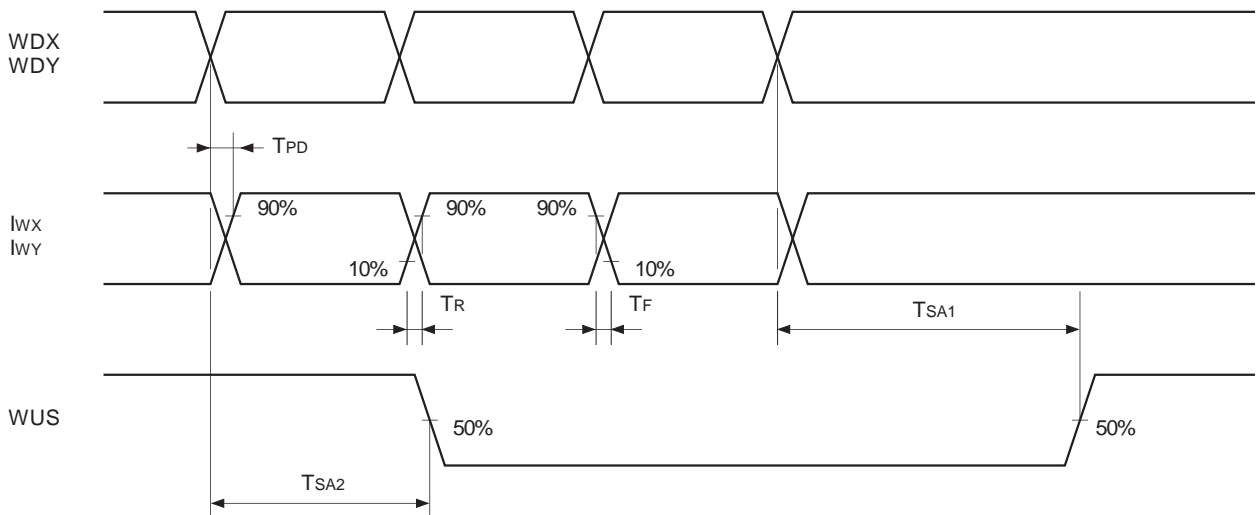 WDX
WDY
TPD
IWX
IWY
90%
90%
90%
10%
10%
TR
TF
TSA1
WUS
50%
50%
TSA2